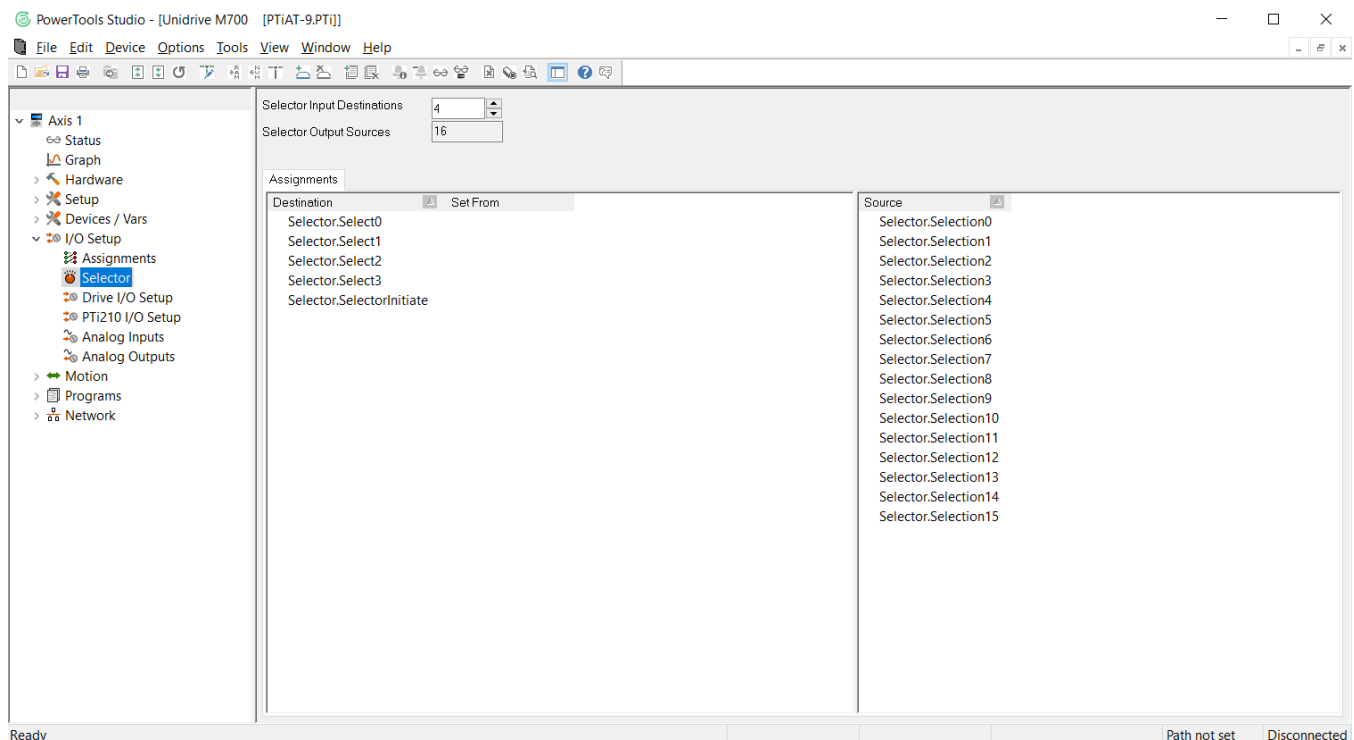 PowerTools Studio - [Unidrive M700    [PTiAT-9.PTi]]
File Edit Device Options Tools View Window Help
Selector Input Destinations 4
Selector Output Sources 16
Axis 1
Status
Graph
Hardware
Setup
Devices / Vars
I/O Setup
Assignments
Selector
Drive I/O Setup
PTi210 I/O Setup
Analog Inputs
Analog Outputs
Motion
Programs
Network
Assignments
Destination Set From
Selector.Select0
Selector.Select1
Selector.Select2
Selector.Select3
Selector.SelectorInitiate
Source
Selector.Selection0
Selector.Selection1
Selector.Selection2
Selector.Selection3
Selector.Selection4
Selector.Selection5
Selector.Selection6
Selector.Selection7
Selector.Selection8
Selector.Selection9
Selector.Selection10
Selector.Selection11
Selector.Selection12
Selector.Selection13
Selector.Selection14
Selector.Selection15
Ready Path not set Disconnected